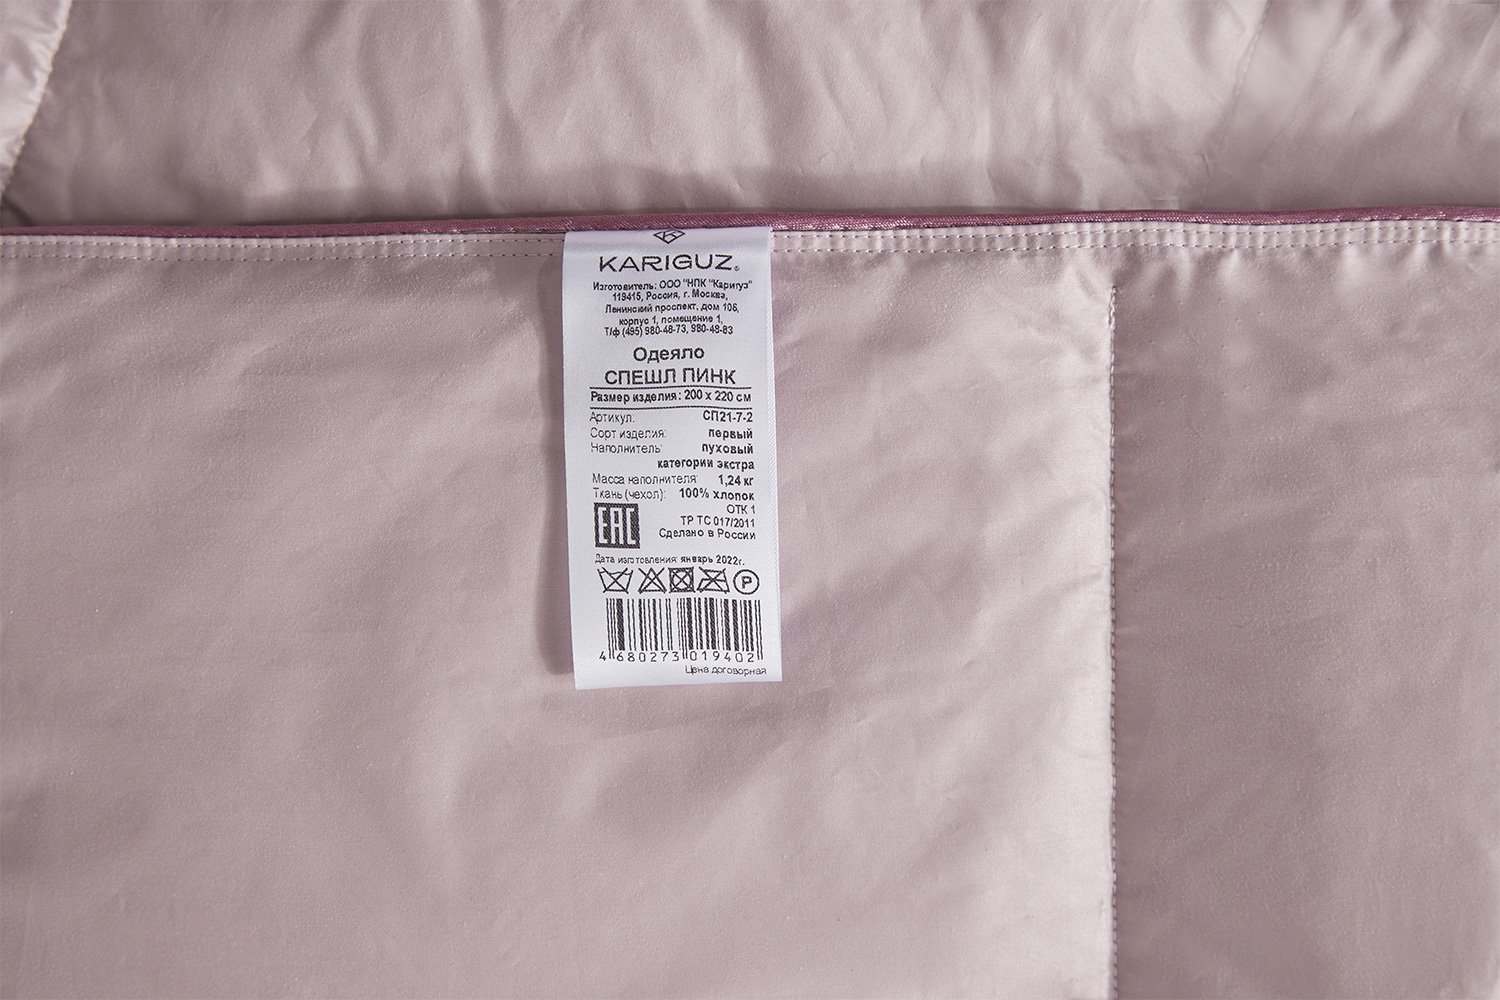 KARIGUZ®
Изготовитель: ООО "НПК "Каригуз"
119415, Россия, г. Москва,
Ленинский проспект, дом 105,
корпус 1, помещение 1,
Т/ф (495) 980-48-73, 980-48-83
Одеяло
СПЕШЛ ПИНК
Размер изделия: 200 х 220 см
Артикул: СП21-7-2
Сорт изделия: первый
Наполнитель: пуховый
категории экстра
Масса наполнителя: 1,24 кг
Ткань (чехол): 100% хлопок
ОТК 1
ТР ТС 017/2011
Сделано в России
EAC
Дата изготовления: январь 2022г.
P
4 680273 019402
Цена договорная